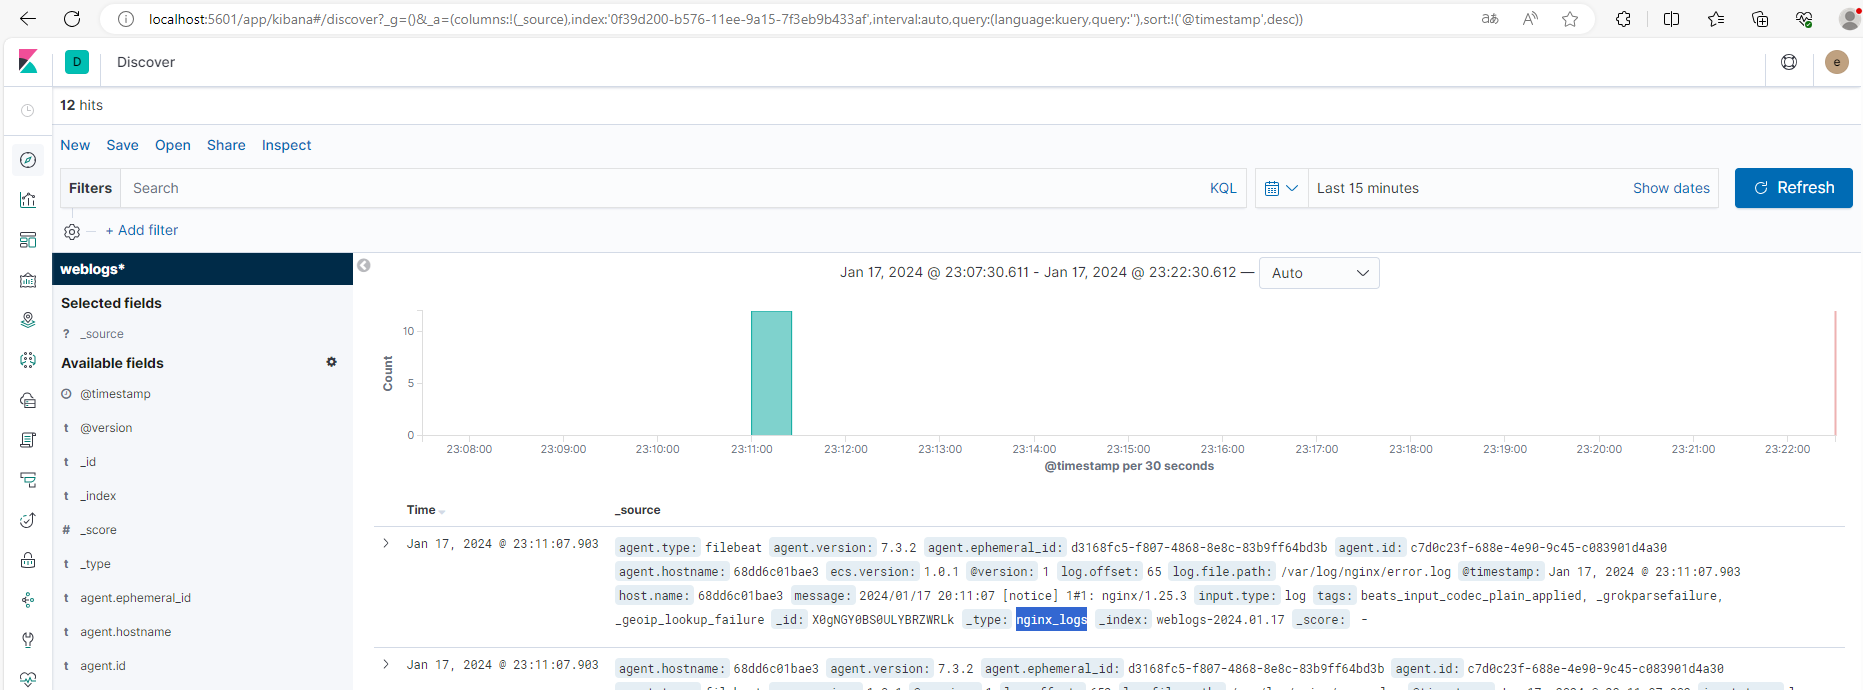 localhost:5601/app/kibana#/discover?_g=()&_a=(columns:!(_source),index:'0f39d200-b576-11ee-9a15-7f3eb9b433af',interval:auto,query:(language:kuery,query:''),sort:!('@timestamp',desc))
D Discover e
12 hits
New Save Open Share Inspect
Filters Search KQL Last 15 minutes Show dates Refresh
+ Add filter
weblogs*
Selected fields
? _source
Available fields
@timestamp
t @version
t _id
t _index
# _score
t _type
t agent.ephemeral_id
t agent.hostname
t agent.id
Jan 17, 2024 @ 23:07:30.611 - Jan 17, 2024 @ 23:22:30.612 — Auto
Count
10
5
0
23:08:00 23:09:00 23:10:00 23:11:00 23:12:00 23:13:00 23:14:00 23:15:00 23:16:00 23:17:00 23:18:00 23:19:00 23:20:00 23:21:00 23:22:00
@timestamp per 30 seconds
Time _source
Jan 17, 2024 @ 23:11:07.903 agent.type: filebeat agent.version: 7.3.2 agent.ephemeral_id: d3168fc5-f807-4868-8e8c-83b9ff64bd3b agent.id: c7d0c23f-688e-4e90-9c45-c083901d4a30
agent.hostname: 68dd6c01bae3 ecs.version: 1.0.1 @version: 1 log.offset: 65 log.file.path: /var/log/nginx/error.log @timestamp: Jan 17, 2024 @ 23:11:07.903
host.name: 68dd6c01bae3 message: 2024/01/17 20:11:07 [notice] 1#1: nginx/1.25.3 input.type: log tags: beats_input_codec_plain_applied, _grokparsefailure,
_geoip_lookup_failure _id: X0gNGY0BS0ULYBRZWRLk _type: nginx_logs _index: weblogs-2024.01.17 _score: -
Jan 17, 2024 @ 23:11:07.903 agent.hostname: 68dd6c01bae3 agent.version: 7.3.2 agent.ephemeral_id: d3168fc5-f807-4868-8e8c-83b9ff64bd3b agent.id: c7d0c23f-688e-4e90-9c45-c083901d4a30